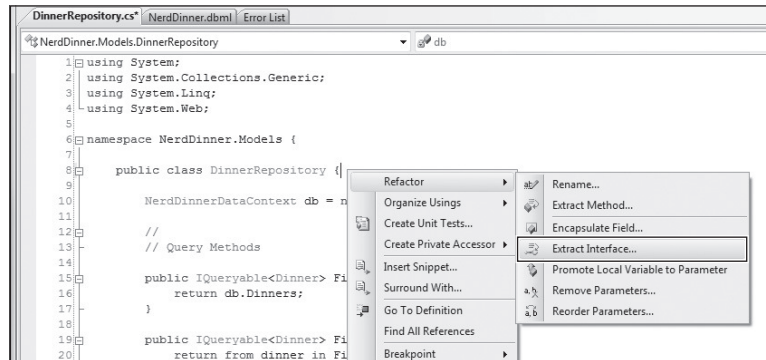 DinnerRepository.cs* NerdDinner.dbml Error List
NerdDinner.Models.DinnerRepository db
1 using System;
2 using System.Collections.Generic;
3 using System.Linq;
4 using System.Web;
5
6 namespace NerdDinner.Models {
7
8 public class DinnerRepository {
9
10 NerdDinnerDataContext db = n
11
12 //
13 // Query Methods
14
15 public IQueryable<Dinner> Fi
16 return db.Dinners;
17 }
18
19 public IQueryable<Dinner> Fi
20 return from dinner in Fi
Refactor
Organize Usings
Create Unit Tests...
Create Private Accessor
Insert Snippet...
Surround With...
Go To Definition
Find All References
Breakpoint
Rename...
Extract Method...
Encapsulate Field...
Extract Interface...
Promote Local Variable to Parameter
Remove Parameters...
Reorder Parameters...